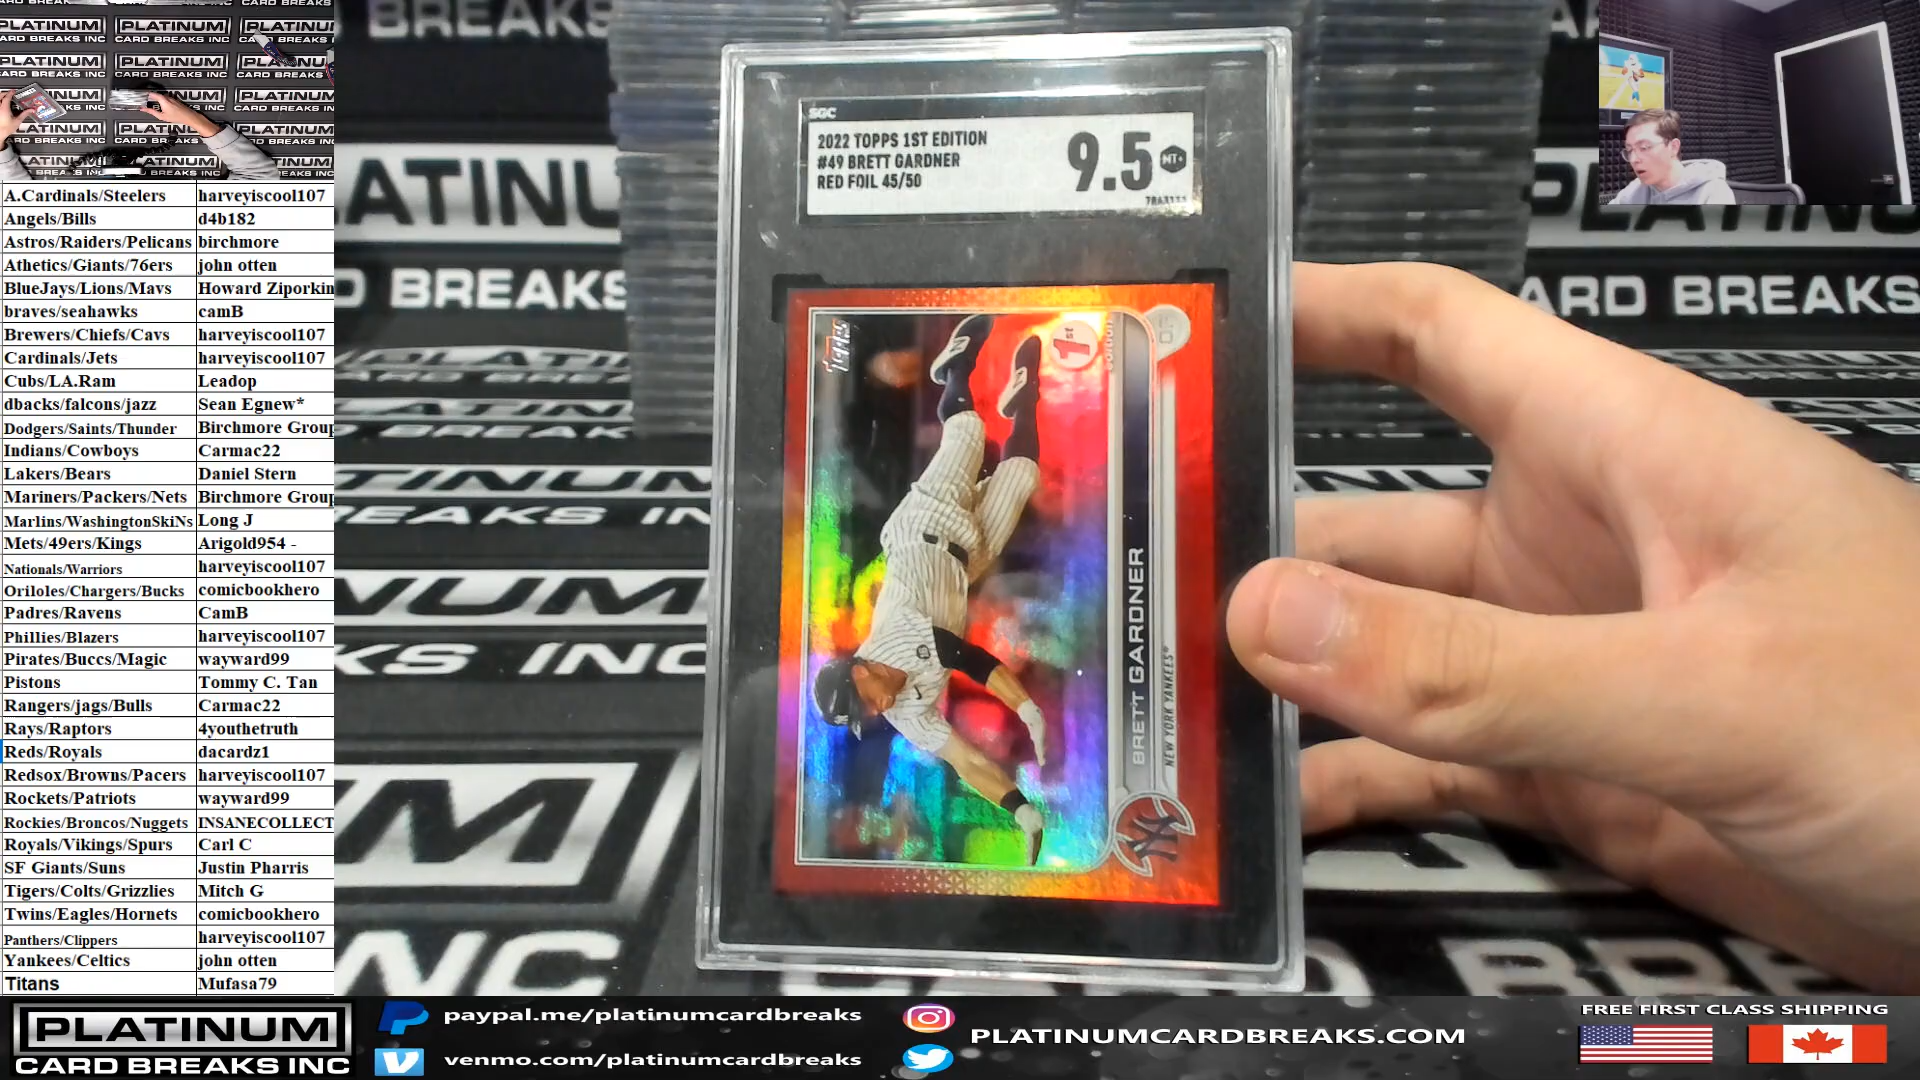 PLATINUM
CARD BREAKS INC
A.Cardinals/Steelers harveyiscool107
Angels/Bills d4b182
Astros/Raiders/Pelicans birchmore
Athetics/Giants/76ers john otten
BlueJays/Lions/Mavs Howard Ziporkin
braves/seahawks camB
Brewers/Chiefs/Cavs harveyiscool107
Cardinals/Jets harveyiscool107
Cubs/LA.Ram Leadop
dbacks/falcons/jazz Sean Egnew*
Dodgers/Saints/Thunder Birchmore Group
Indians/Cowboys Carmac22
Lakers/Bears Daniel Stern
Mariners/Packers/Nets Birchmore Group
Marlins/WashingtonSkiNs Long J
Mets/49ers/Kings Arigold954 -
Nationals/Warriors harveyiscool107
Oriloles/Chargers/Bucks comicbookhero
Padres/Ravens CamB
Phillies/Blazers harveyiscool107
Pirates/Buccs/Magic wayward99
Pistons Tommy C. Tan
Rangers/jags/Bulls Carmac22
Rays/Raptors 4youthetruth
Reds/Royals dacardz1
Redsox/Browns/Pacers harveyiscool107
Rockets/Patriots wayward99
Rockies/Broncos/Nuggets INSANECOLLECT
Royals/Vikings/Spurs Carl C
SF Giants/Suns Justin Pharris
Tigers/Colts/Grizzlies Mitch G
Twins/Eagles/Hornets comicbookhero
Panthers/Clippers harveyiscool107
Yankees/Celtics john otten
Titans Mufasa79
SGC
2022 TOPPS 1ST EDITION
#49 BRETT GARDNER
RED FOIL 45/50
9.5
MT+
TOPPS
1st
EDITION
OF
BRETT GARDNER
NEW YORK YANKEES
PLATINUM
CARD BREAKS INC
paypal.me/platinumcardbreaks
venmo.com/platinumcardbreaks
PLATINUMCARDBREAKS.COM
FREE FIRST CLASS SHIPPING